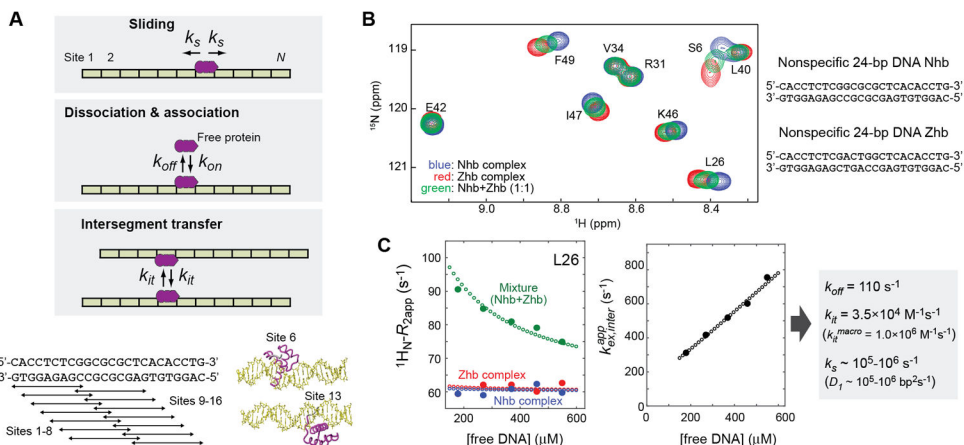 A
Sliding
ks ks
Site 1 2 N
Dissociation & association
Free protein
koff kon
Intersegment transfer
kit kit
5'-CACCTCTCGGCGCGCTCACACCTG-3'
3'-GTGGAGAGCCGCGCGAGTGTGGAC-5'
Sites 9-16
Sites 1-8
Site 6
Site 13
B
119
120
121
15N (ppm)
9.0 8.8 8.6 8.4
1H (ppm)
F49
V34
R31
S6
L40
E42
I47
K46
L26
blue: Nhb complex
red: Zhb complex
green: Nhb+Zhb (1:1)
Nonspecific 24-bp DNA Nhb
5'-CACCTCTCGGCGCGCTCACACCTG-3'
3'-GTGGAGAGCCGCGCGAGTGTGGAC-5'
Nonspecific 24-bp DNA Zhb
5'-CACCTCTCGACTGGCTCACACCTG-3'
3'-GTGGAGAGCTGACCGAGTGTGGAC-5'
C
L26
1HN-R2app (s-1)
100
90
80
70
60
50
Mixture
(Nhb+Zhb)
Zhb complex
Nhb complex
200 400 600
[free DNA] (μM)
kappex,inter (s-1)
800
600
400
200
0
0 200 400 600
[free DNA] (μM)
koff = 110 s-1
kit = 3.5×104 M-1s-1
(kitmacro = 1.0×106 M-1s-1)
ks ~ 105-106 s-1
(D1 ~ 105-106 bp2s-1)